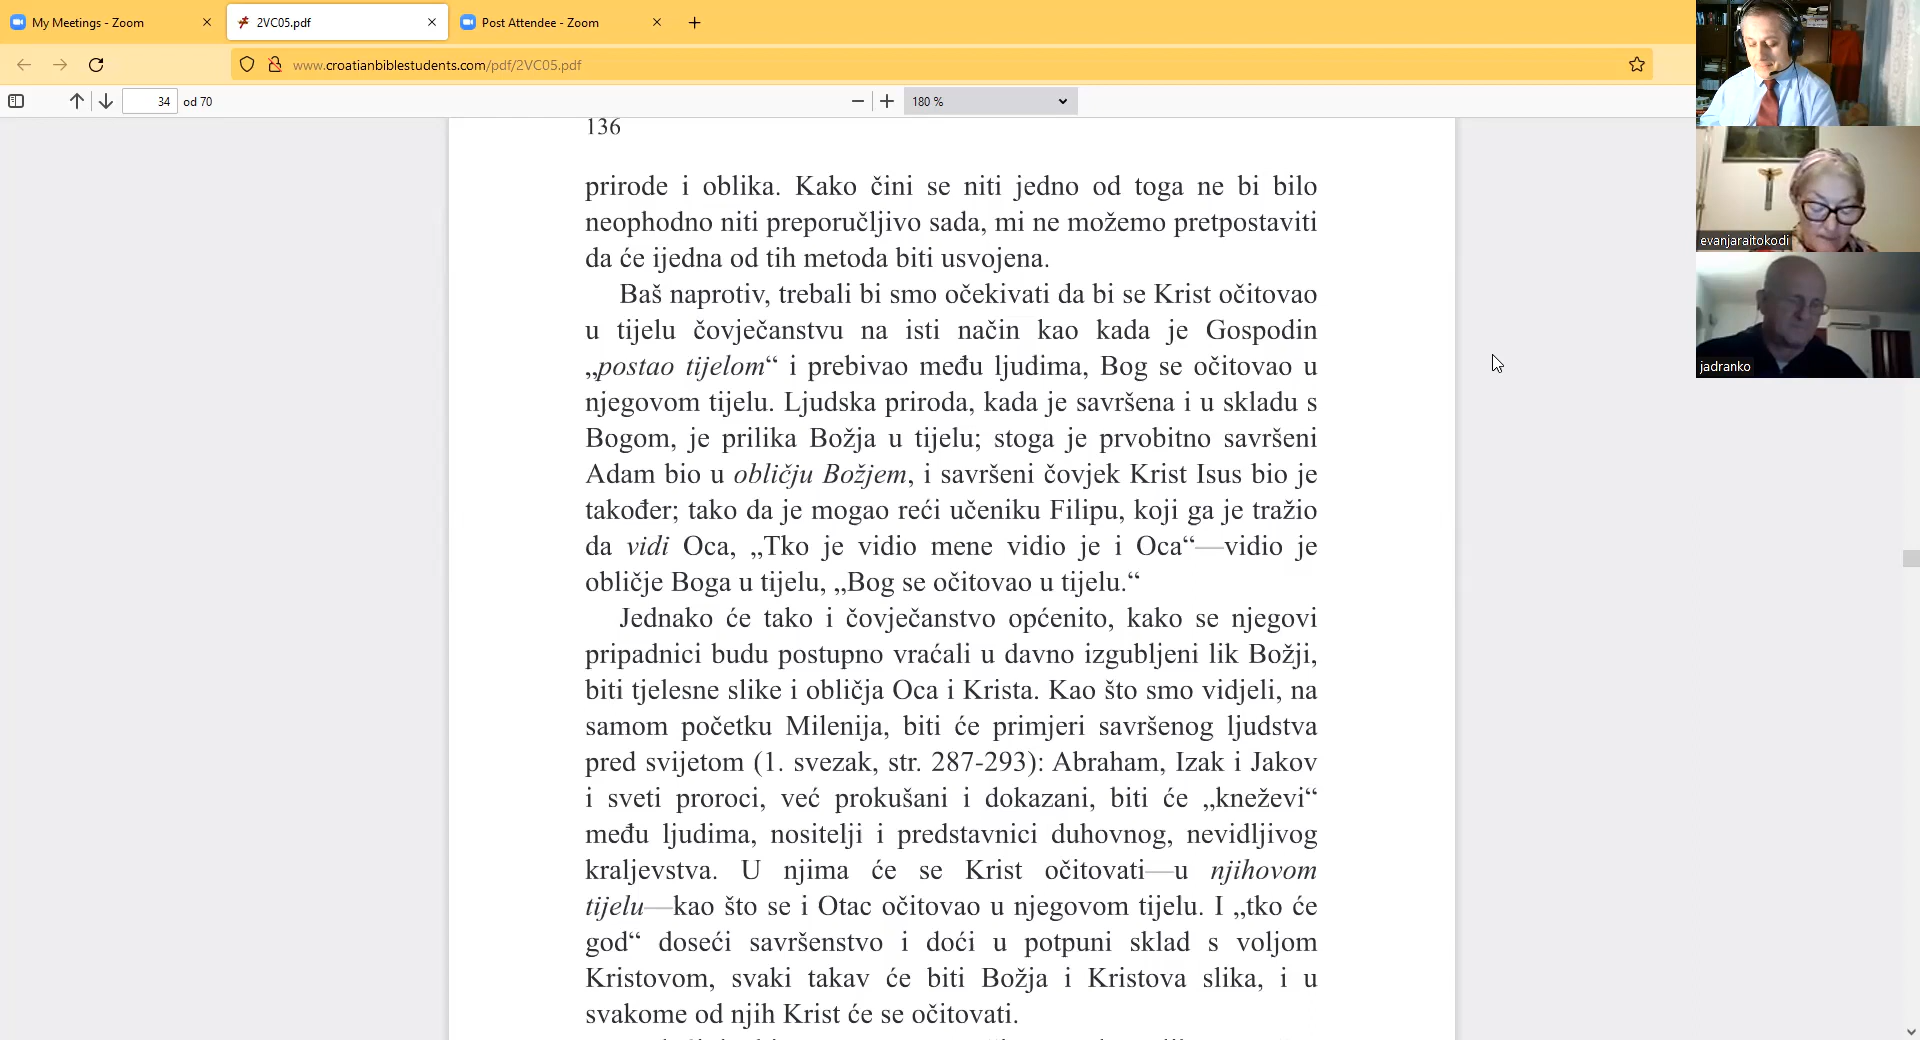 My Meetings - Zoom
2VC05.pdf
Post Attendee - Zoom
www.croatianbiblestudents.com/pdf/2VC05.pdf
34 od 70
180 %
136
prirode i oblika. Kako čini se niti jedno od toga ne bi bilo
neophodno niti preporučljivo sada, mi ne možemo pretpostaviti
da će ijedna od tih metoda biti usvojena.
Baš naprotiv, trebali bi smo očekivati da bi se Krist očitovao
u tijelu čovječanstvu na isti način kao kada je Gospodin
„postao tijelom“ i prebivao među ljudima, Bog se očitovao u
njegovom tijelu. Ljudska priroda, kada je savršena i u skladu s
Bogom, je prilika Božja u tijelu; stoga je prvobitno savršeni
Adam bio u obličju Božjem, i savršeni čovjek Krist Isus bio je
također; tako da je mogao reći učeniku Filipu, koji ga je tražio
da vidi Oca, „Tko je vidio mene vidio je i Oca“—vidio je
obličje Boga u tijelu, „Bog se očitovao u tijelu.“
Jednako će tako i čovječanstvo općenito, kako se njegovi
pripadnici budu postupno vraćali u davno izgubljeni lik Božji,
biti tjelesne slike i obličja Oca i Krista. Kao što smo vidjeli, na
samom početku Milenija, biti će primjeri savršenog ljudstva
pred svijetom (1. svezak, str. 287-293): Abraham, Izak i Jakov
i sveti proroci, već prokušani i dokazani, biti će „kneževi“
među ljudima, nositelji i predstavnici duhovnog, nevidljivog
kraljevstva. U njima će se Krist očitovati—u njihovom
tijelu—kao što se i Otac očitovao u njegovom tijelu. I „tko će
god“ doseći savršenstvo i doći u potpuni sklad s voljom
Kristovom, svaki takav će biti Božja i Kristova slika, i u
svakome od njih Krist će se očitovati.
evanjaraitokodi
jadranko